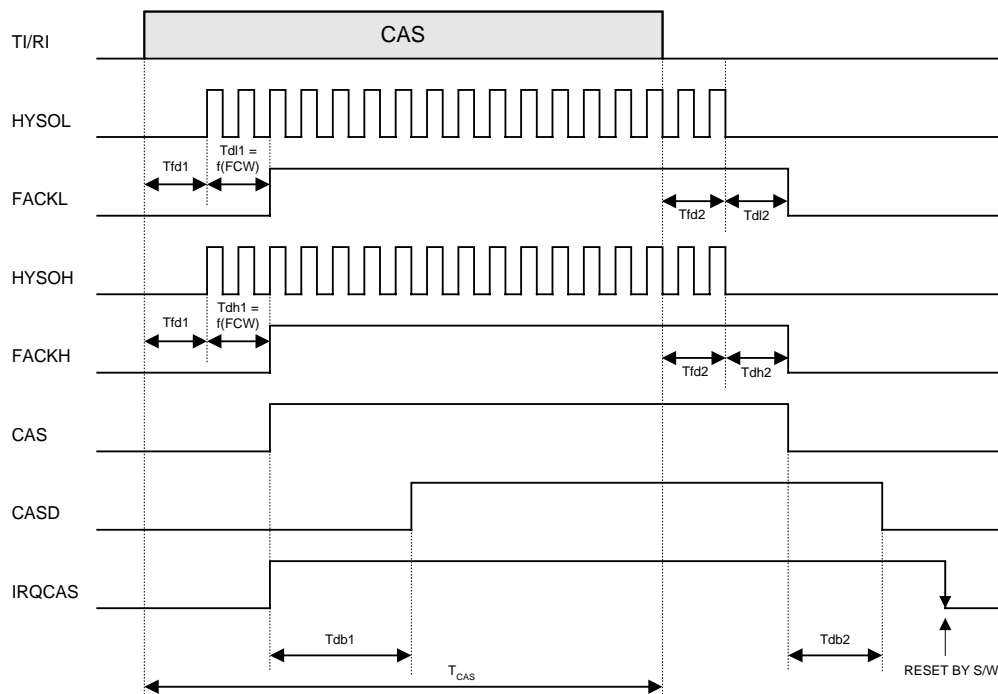 TI/RI
CAS
HYSOL
Tdl1 =
f(FCW)
Tfd1
FACKL
Tfd2
Tdl2
HYSOH
Tdh1 =
f(FCW)
Tfd1
FACKH
Tfd2
Tdh2
CAS
CASD
IRQCAS
Tdb1
Tdb2
RESET BY S/W
TCAS